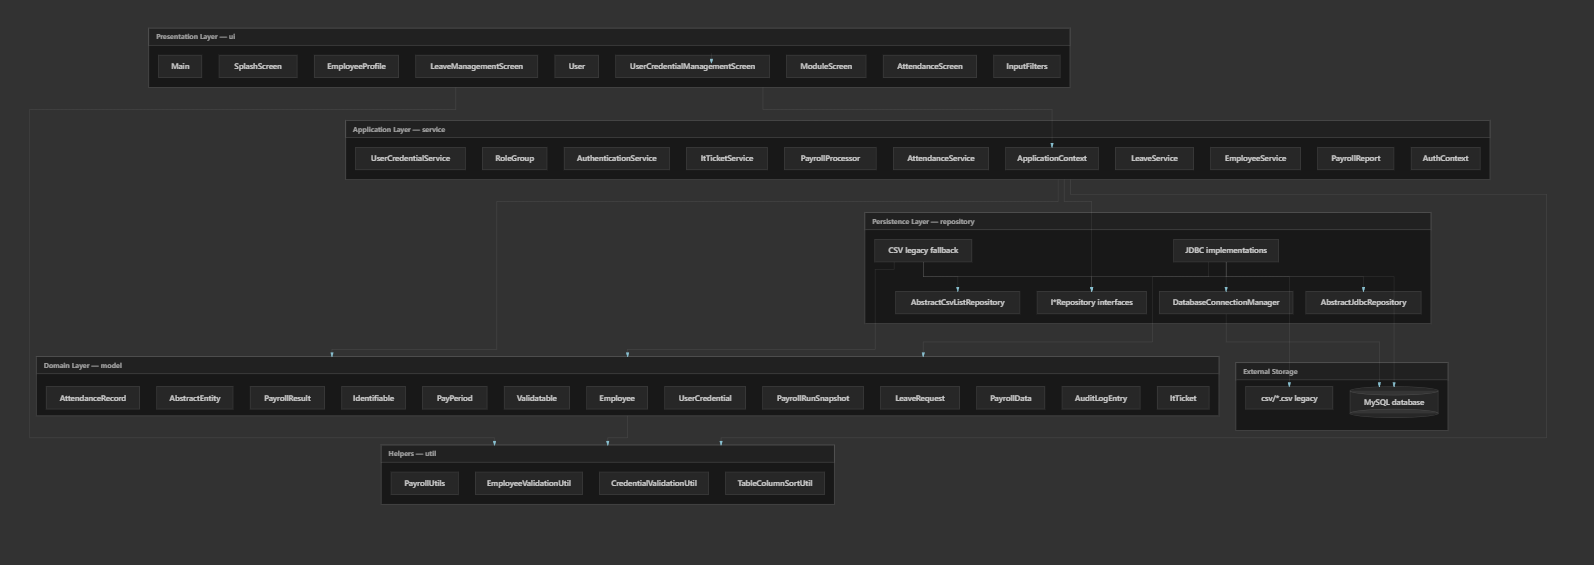 Presentation Layer — ui
Main SplashScreen EmployeeProfile LeaveManagementScreen User UserCredentialManagementScreen ModuleScreen AttendanceScreen InputFilters
Application Layer — service
UserCredentialService RoleGroup AuthenticationService ItTicketService PayrollProcessor AttendanceService ApplicationContext LeaveService EmployeeService PayrollReport AuthContext
Persistence Layer — repository
CSV legacy fallback JDBC implementations
AbstractCsvListRepository I*Repository interfaces DatabaseConnectionManager AbstractJdbcRepository
Domain Layer — model
AttendanceRecord AbstractEntity PayrollResult Identifiable PayPeriod Validatable Employee UserCredential PayrollRunSnapshot LeaveRequest PayrollData AuditLogEntry ItTicket
External Storage
csv/*.csv legacy MySQL database
Helpers — util
PayrollUtils EmployeeValidationUtil CredentialValidationUtil TableColumnSortUtil